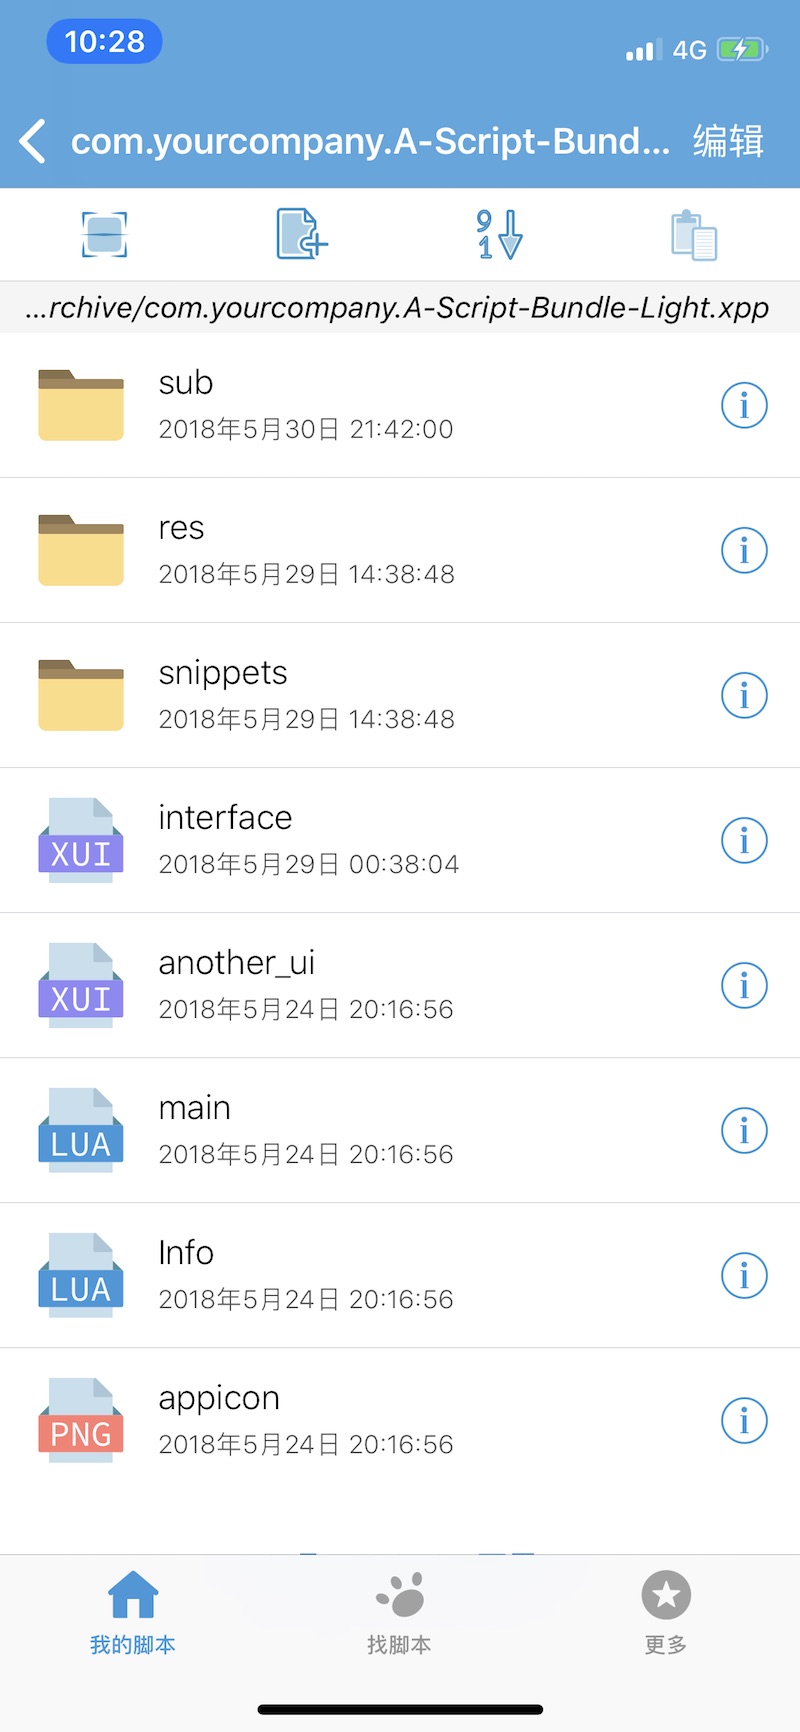 10:28
4G
com.yourcompany.A-Script-Bund... 编辑
9
1
...rchive/com.yourcompany.A-Script-Bundle-Light.xpp
sub
2018年5月30日 21:42:00
res
2018年5月29日 14:38:48
snippets
2018年5月29日 14:38:48
XUI
interface
2018年5月29日 00:38:04
XUI
another_ui
2018年5月24日 20:16:56
LUA
main
2018年5月24日 20:16:56
LUA
Info
2018年5月24日 20:16:56
PNG
appicon
2018年5月24日 20:16:56
我的脚本 找脚本 更多